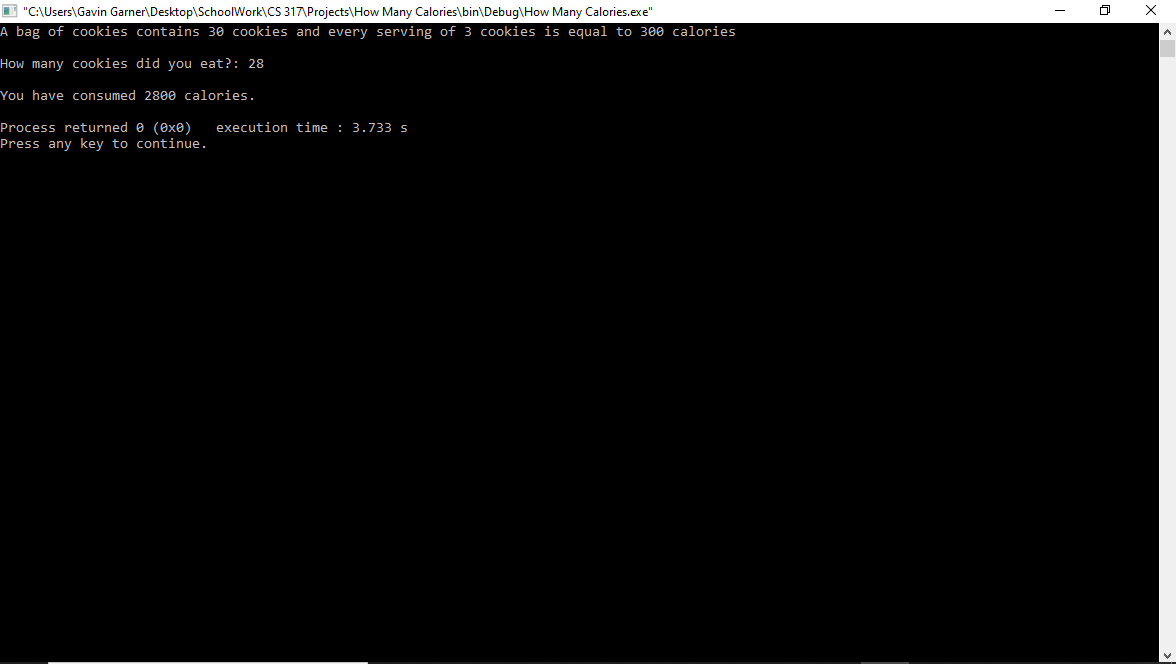 "C:\Users\Gavin Garner\Desktop\SchoolWork\CS 317\Projects\How Many Calories\bin\Debug\How Many Calories.exe"
A bag of cookies contains 30 cookies and every serving of 3 cookies is equal to 300 calories
How many cookies did you eat?: 28
You have consumed 2800 calories.
Process returned 0 (0x0)   execution time : 3.733 s
Press any key to continue.